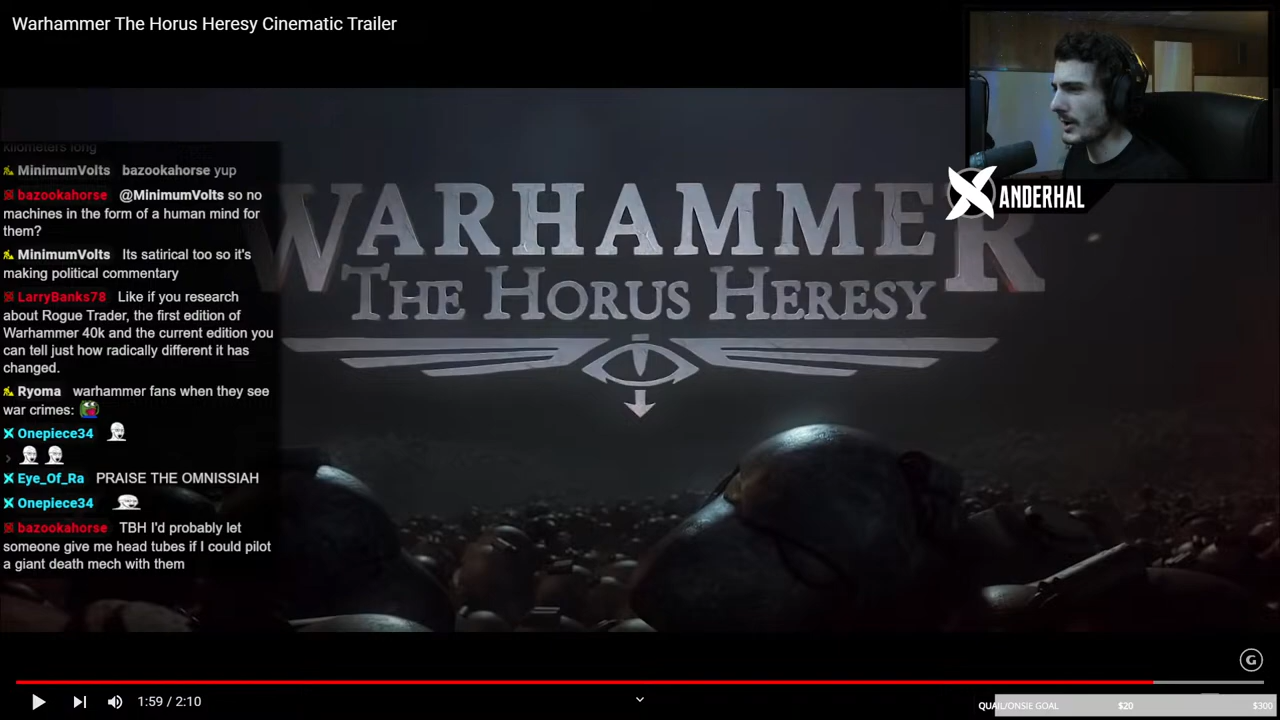 Warhammer The Horus Heresy Cinematic Trailer
kilometers long
MinimumVolts bazookahorse yup
bazookahorse @MinimumVolts so no
machines in the form of a human mind for
them?
MinimumVolts Its satirical too so it's
making political commentary
LarryBanks78 Like if you research
about Rogue Trader, the first edition of
Warhammer 40k and the current edition you
can tell just how radically different it has
changed.
Ryoma warhammer fans when they see
war crimes:
Onepiece34
Eye_Of_Ra PRAISE THE OMNISSIAH
Onepiece34
bazookahorse TBH I'd probably let
someone give me head tubes if I could pilot
a giant death mech with them
WARHAMMER
THE HORUS HERESY
ANDERHAL
G
1:59 / 2:10
QUAIL/ONSIE GOAL $20 $300